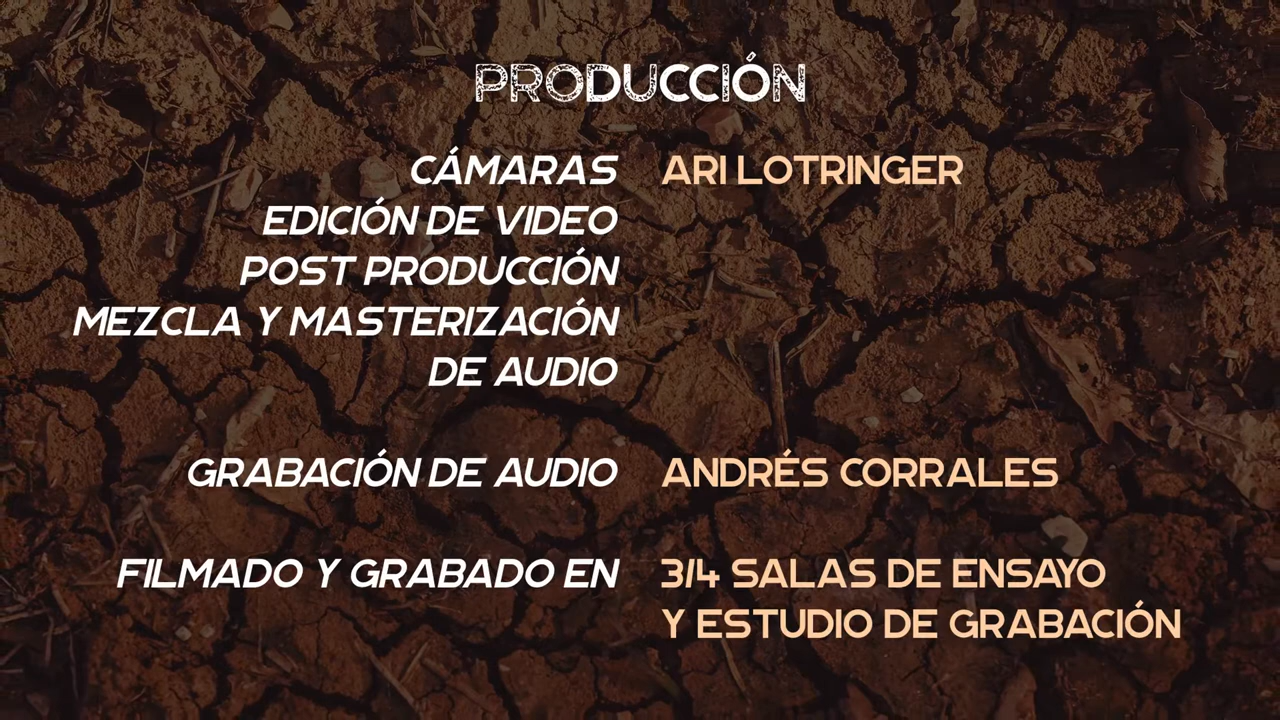 PRODUCCIÓN
CÁMARAS ARI LOTRINGER
EDICIÓN DE VIDEO
POST PRODUCCIÓN
MEZCLA Y MASTERIZACIÓN
DE AUDIO
GRABACIÓN DE AUDIO ANDRÉS CORRALES
FILMADO Y GRABADO EN 3/4 SALAS DE ENSAYO
Y ESTUDIO DE GRABACIÓN